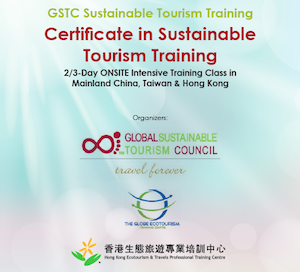 GSTC Sustainable Tourism Training
Certificate in Sustainable
Tourism Training
2/3-Day ONSITE Intensive Training Class in
Mainland China, Taiwan & Hong Kong
Organizers:
GLOBAL SUSTAINABLE
TOURISM COUNCIL
travel forever
THE GLOBE ECOTOURISM
香港生態旅遊專業培訓中心
Hong Kong Ecotourism & Travels Professional Training Centre